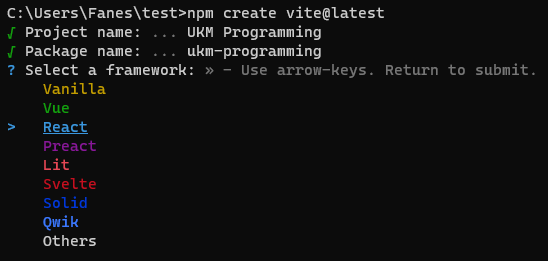 C:\Users\Fanes\test>npm create vite@latest
√ Project name: ... UKM Programming
√ Package name: ... ukm-programming
? Select a framework: » - Use arrow-keys. Return to submit.
Vanilla
Vue
> React
Preact
Lit
Svelte
Solid
Qwik
Others